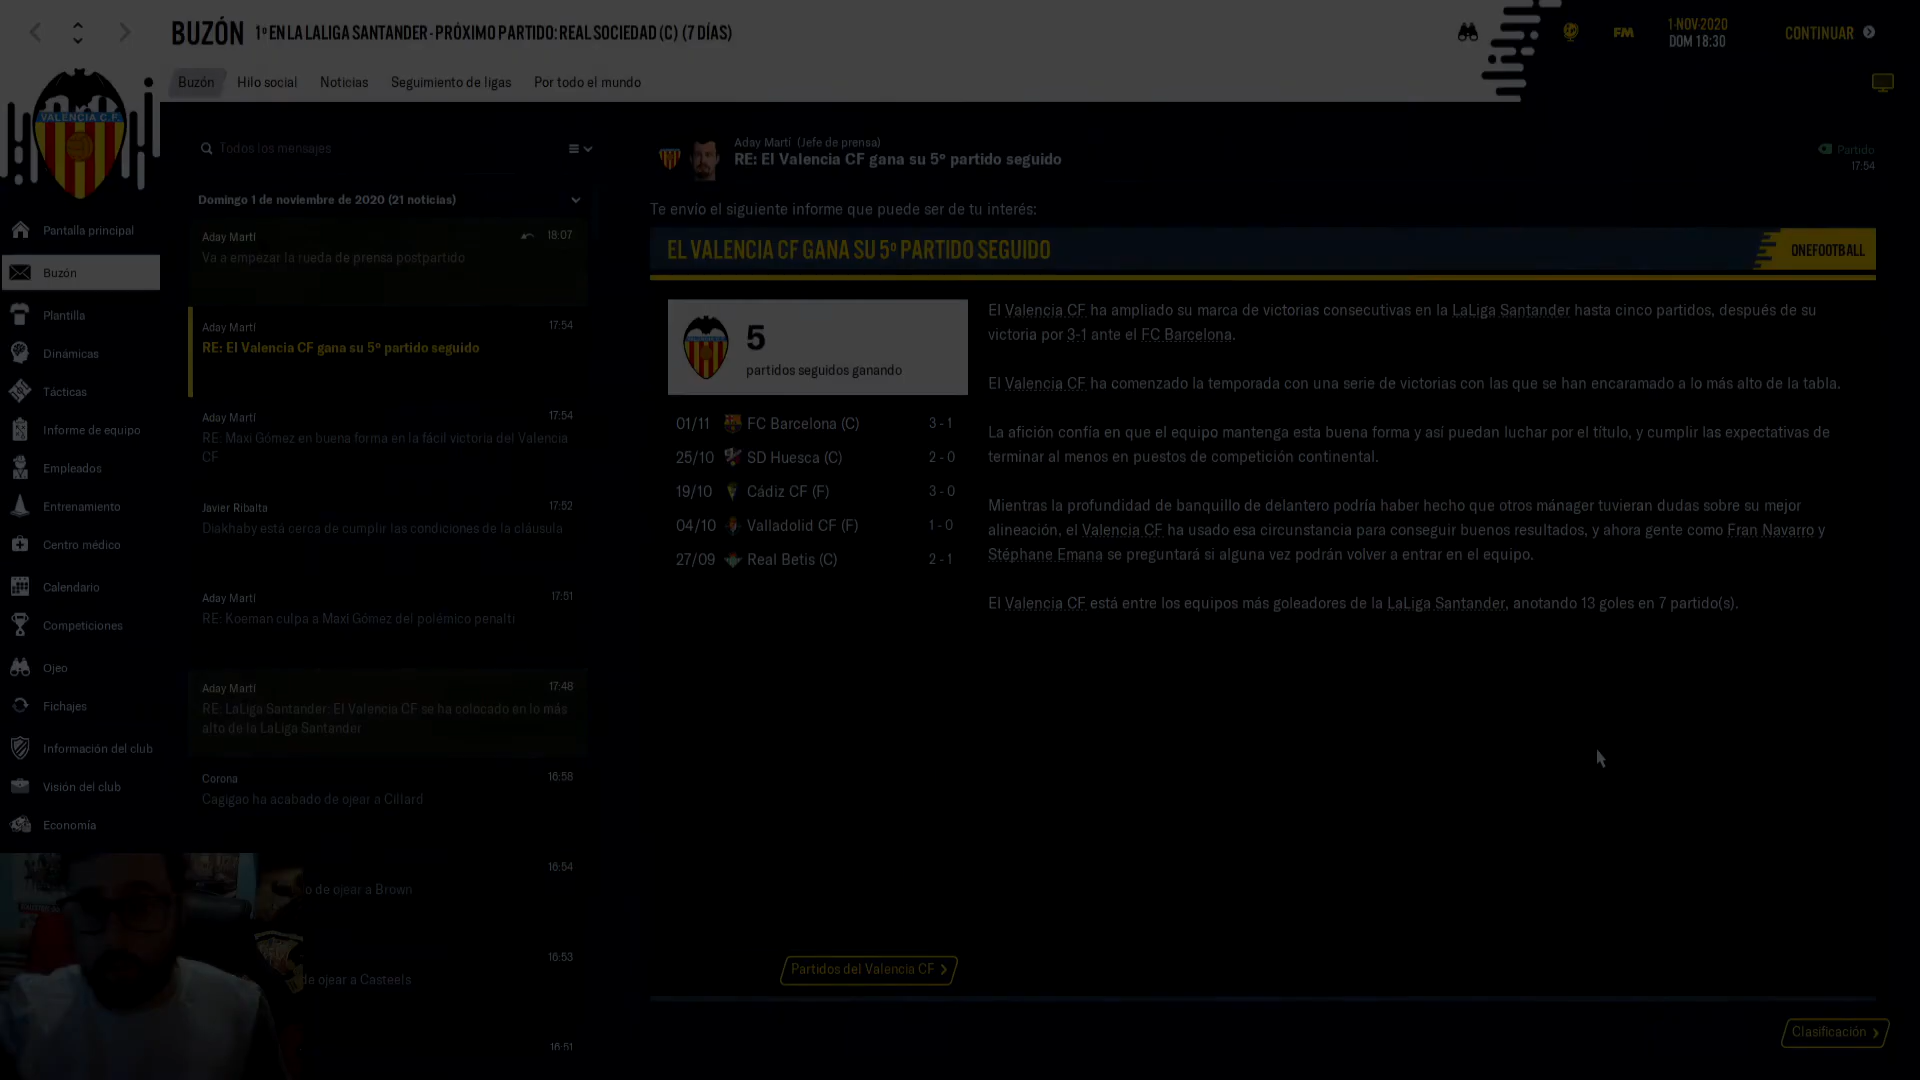 BUZÓN 1º EN LA LALIGA SANTANDER - PRÓXIMO PARTIDO: REAL SOCIEDAD (C) (7 DÍAS)
FM
1-NOV-2020
DOM 18:30
CONTINUAR
Buzón Hilo social Noticias Seguimiento de ligas Por todo el mundo
VALENCIA C.F.
Pantalla principal
Buzón
Plantilla
Dinámicas
Tácticas
Informe de equipo
Empleados
Entrenamiento
Centro médico
Calendario
Competiciones
Ojeo
Fichajes
Información del club
Visión del club
Economía
Todos los mensajes
Domingo 1 de noviembre de 2020 (21 noticias)
Aday Martí 18:07
Va a empezar la rueda de prensa postpartido
Aday Martí 17:54
RE: El Valencia CF gana su 5º partido seguido
Aday Martí 17:54
RE: Maxi Gómez en buena forma en la fácil victoria del Valencia
CF
Javier Ribalta 17:52
Diakhaby está cerca de cumplir las condiciones de la cláusula
Aday Martí 17:51
RE: Koeman culpa a Maxi Gómez del polémico penalti
Aday Martí 17:48
RE: LaLiga Santander: El Valencia CF se ha colocado en lo más
alto de la LaLiga Santander
Corona 16:58
Cagigao ha acabado de ojear a Cillard
16:54
o de ojear a Brown
16:53
de ojear a Casteels
16:51
Aday Martí (Jefe de prensa)
RE: El Valencia CF gana su 5º partido seguido
Partido
17:54
Te envío el siguiente informe que puede ser de tu interés:
EL VALENCIA CF GANA SU 5º PARTIDO SEGUIDO
ONEFOOTBALL
5
partidos seguidos ganando
01/11 FC Barcelona (C) 3 - 1
25/10 SD Huesca (C) 2 - 0
19/10 Cádiz CF (F) 3 - 0
04/10 Valladolid CF (F) 1 - 0
27/09 Real Betis (C) 2 - 1
El Valencia CF ha ampliado su marca de victorias consecutivas en la LaLiga Santander hasta cinco partidos, después de su
victoria por 3-1 ante el FC Barcelona.
El Valencia CF ha comenzado la temporada con una serie de victorias con las que se han encaramado a lo más alto de la tabla.
La afición confía en que el equipo mantenga esta buena forma y así puedan luchar por el título, y cumplir las expectativas de
terminar al menos en puestos de competición continental.
Mientras la profundidad de banquillo de delantero podría haber hecho que otros mánager tuvieran dudas sobre su mejor
alineación, el Valencia CF ha usado esa circunstancia para conseguir buenos resultados, y ahora gente como Fran Navarro y
Stéphane Emana se preguntará si alguna vez podrán volver a entrar en el equipo.
El Valencia CF está entre los equipos más goleadores de la LaLiga Santander, anotando 13 goles en 7 partido(s).
Partidos del Valencia CF
Clasificación